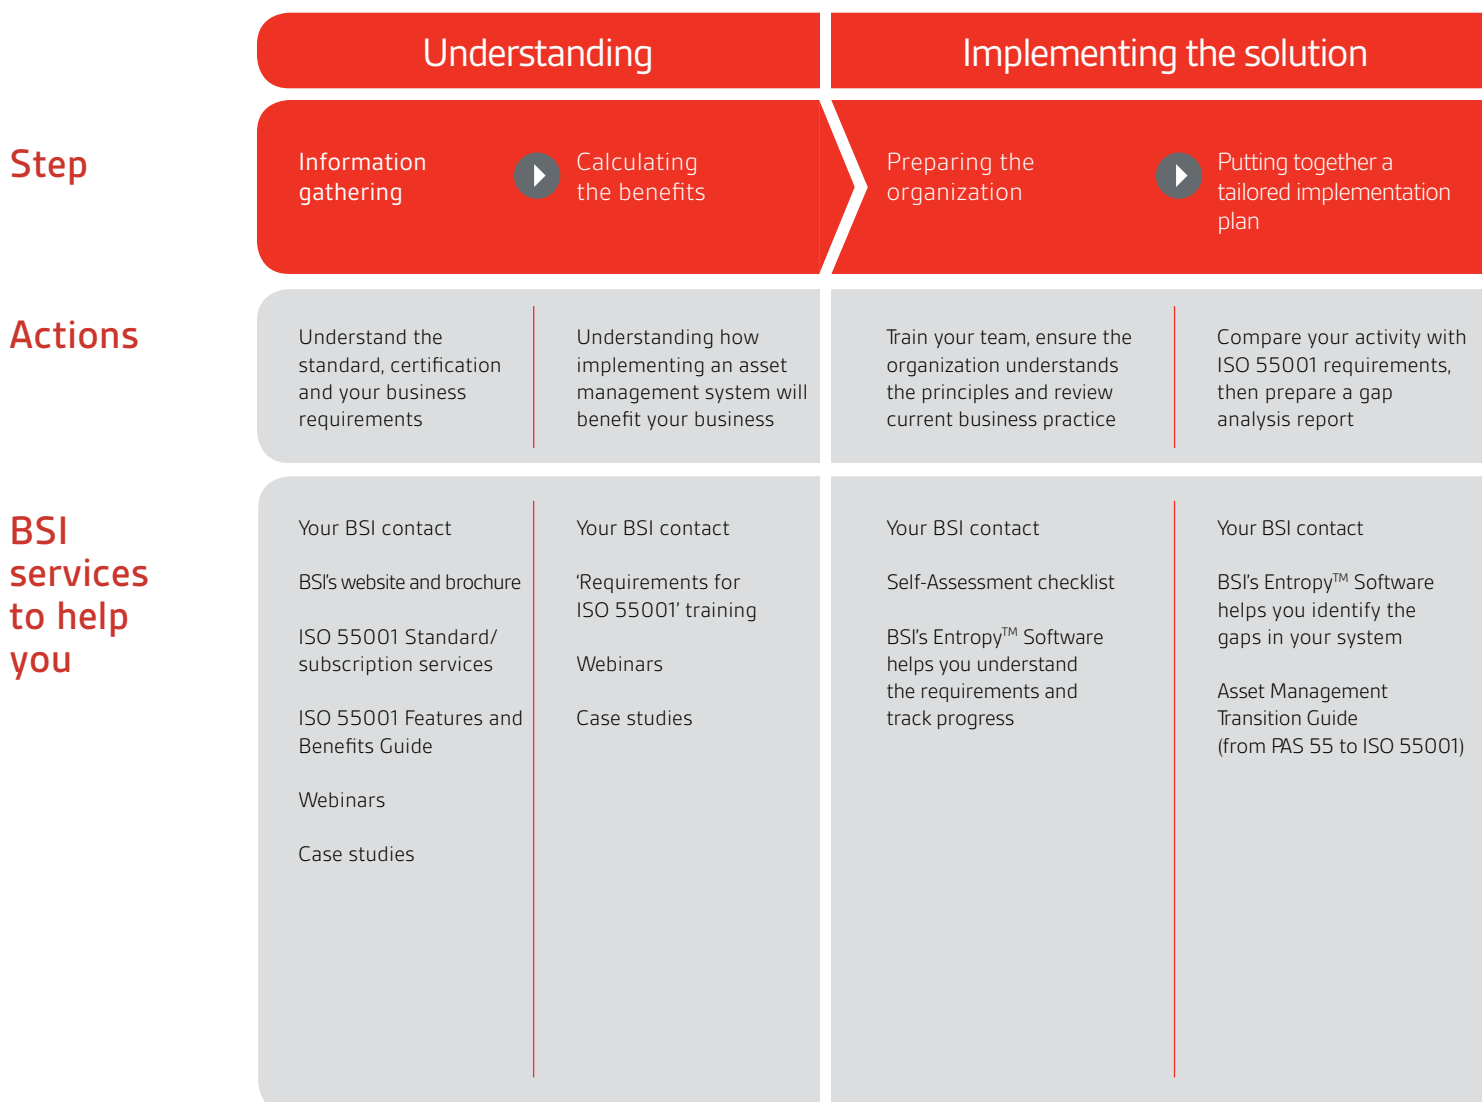 Understanding
Implementing the solution
Step
Information
gathering
Calculating
the benefits
Preparing the
organization
Putting together a
tailored implementation
plan
Actions
Understand the
standard, certification
and your business
requirements
Understanding how
implementing an asset
management system will
benefit your business
Train your team, ensure the
organization understands
the principles and review
current business practice
Compare your activity with
ISO 55001 requirements,
then prepare a gap
analysis report
BSI
services
to help
you
Your BSI contact
BSI's website and brochure
ISO 55001 Standard/
subscription services
ISO 55001 Features and
Benefits Guide
Webinars
Case studies
Your BSI contact
‘Requirements for
ISO 55001’ training
Webinars
Case studies
Your BSI contact
Self-Assessment checklist
BSI's Entropy™ Software
helps you understand
the requirements and
track progress
Your BSI contact
BSI's Entropy™ Software
helps you identify the
gaps in your system
Asset Management
Transition Guide
(from PAS 55 to ISO 55001)